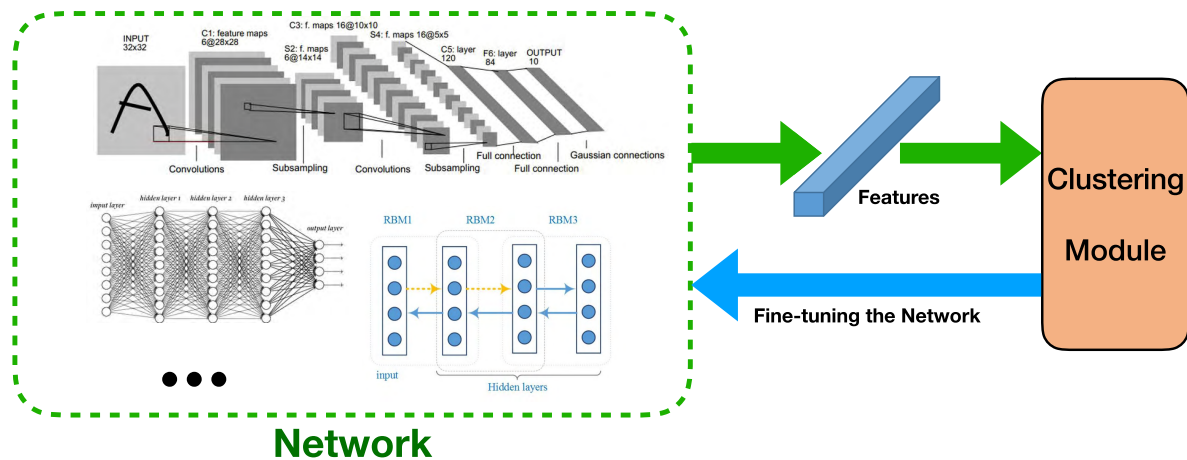 INPUT
32x32
C1: feature maps
6@28x28
C3: f. maps 16@10x10
S2: f. maps
6@14x14
S4: f. maps 16@5x5
C5: layer
120
F6: layer
84
OUTPUT
10
Convolutions
Subsampling
Convolutions
Subsampling
Full connection
Full connection
Gaussian connections
input layer
hidden layer 1
hidden layer 2
hidden layer 3
output layer
RBM1
RBM2
RBM3
input
Hidden layers
Network
Features
Fine-tuning the Network
Clustering
Module